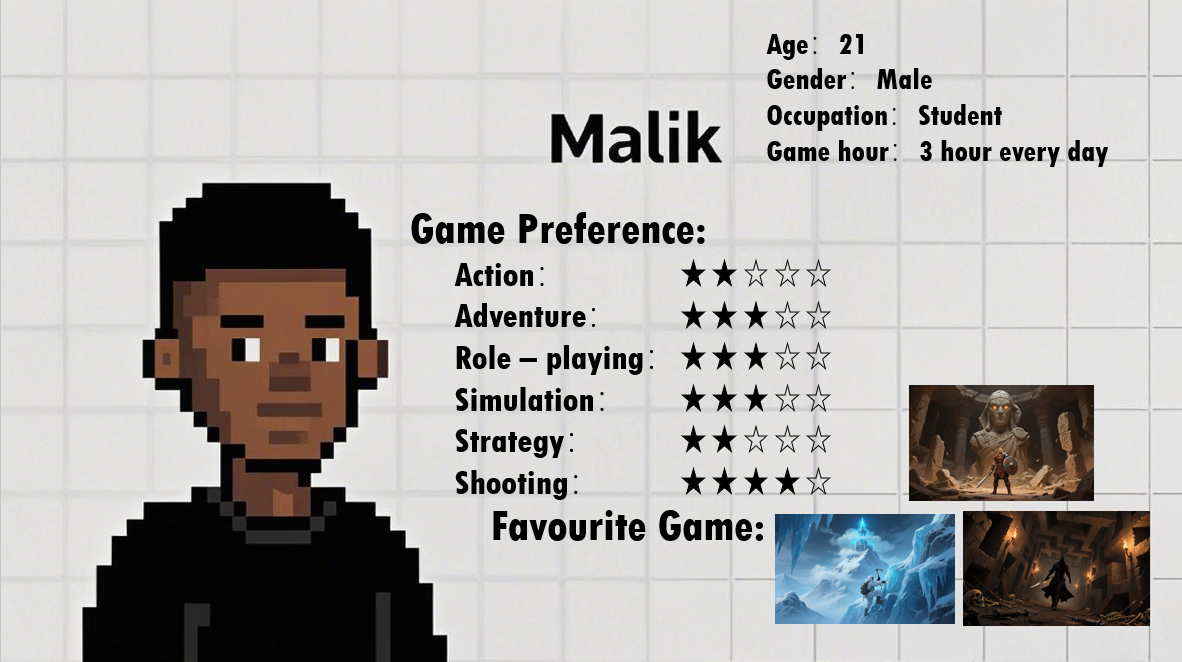 Malik
Age: 21
Gender: Male
Occupation: Student
Game hour: 3 hour every day
Game Preference:
Action: ★★☆☆☆
Adventure: ★★★☆☆
Role – playing: ★★★☆☆
Simulation: ★★★☆☆
Strategy: ★★☆☆☆
Shooting: ★★★★☆
Favourite Game: